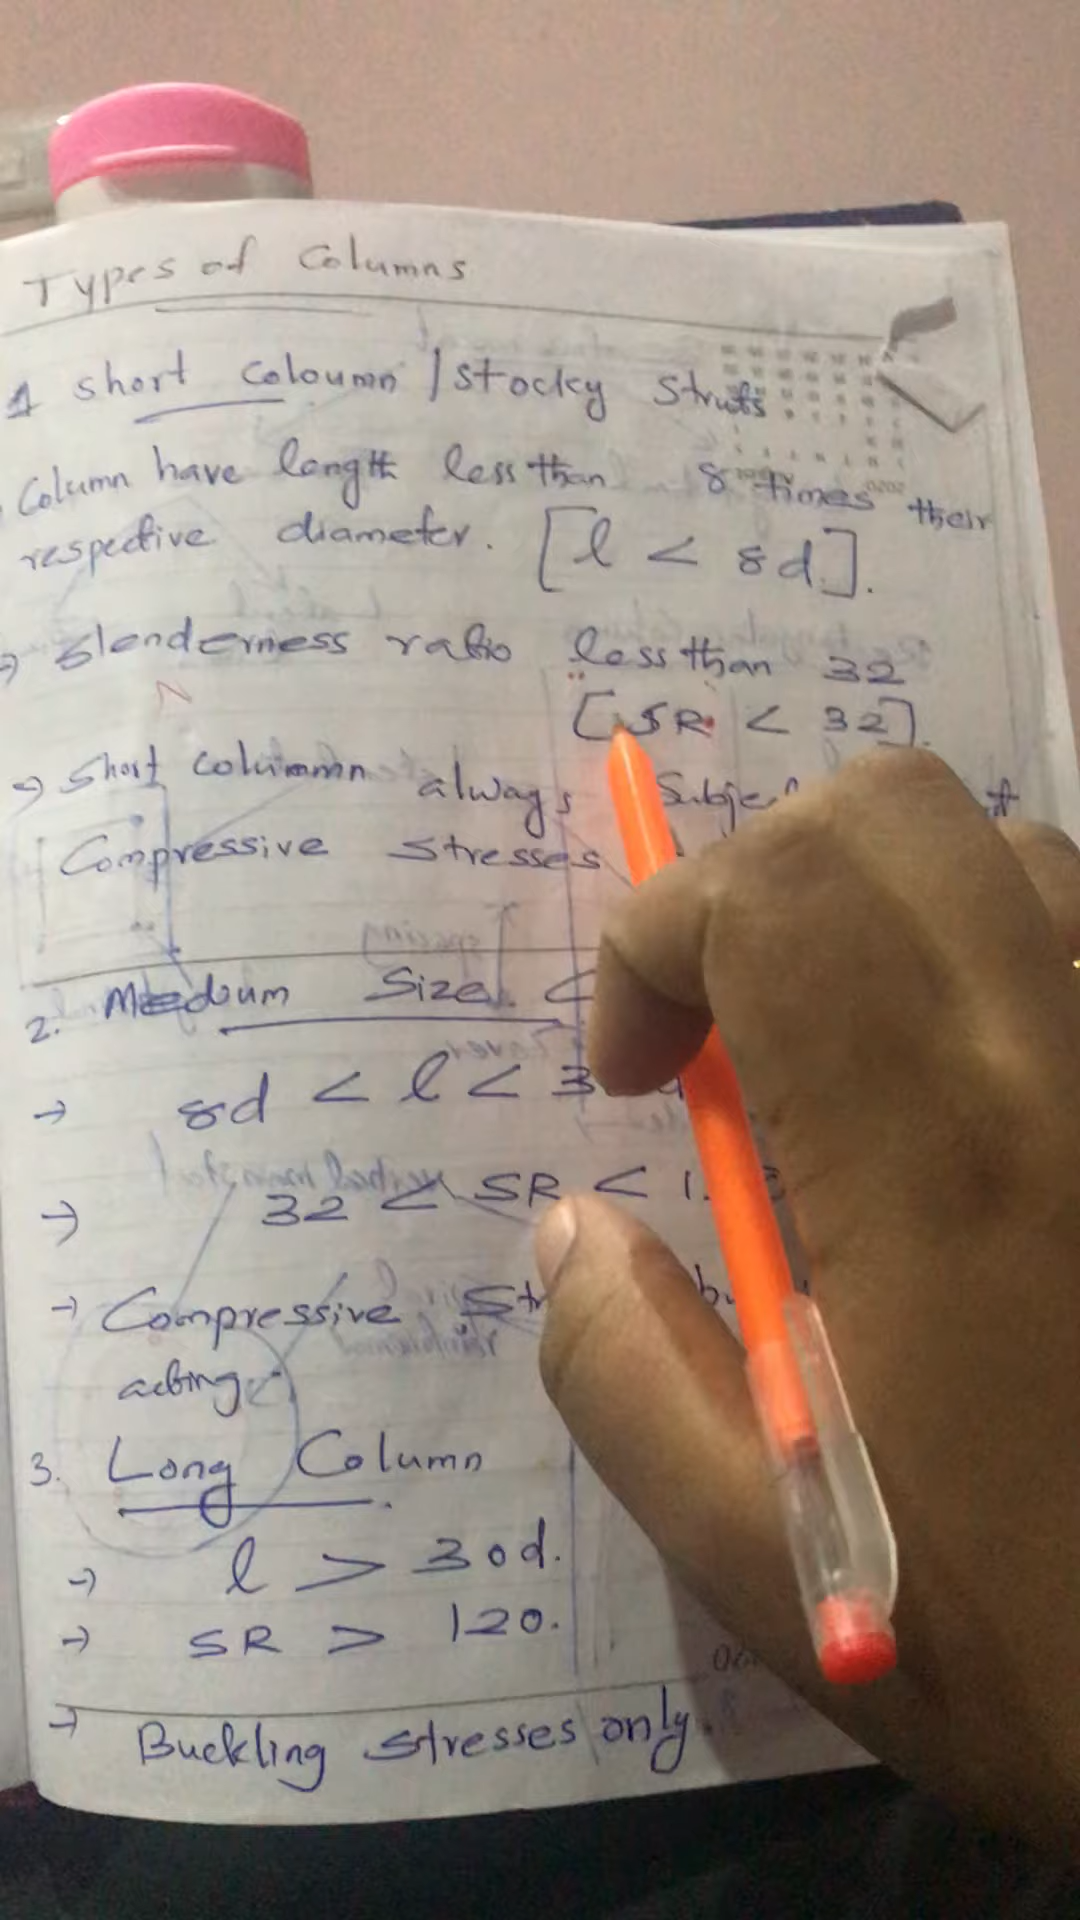 Types of Columns
1 Short Coloumn / Stocky Struts
Column have length less than 8 times their
respective diameter. [l < 8d].
→ Slenderness ratio less than 32
[SR < 32].
→ Short column always
Compressive Stresses
2. Medium Size
→ 8d < l <
→ 32 < SR <
→ Compressive
acting
3. Long Column
→ l > 30d.
→ SR > 120.
→ Buckling stresses only.